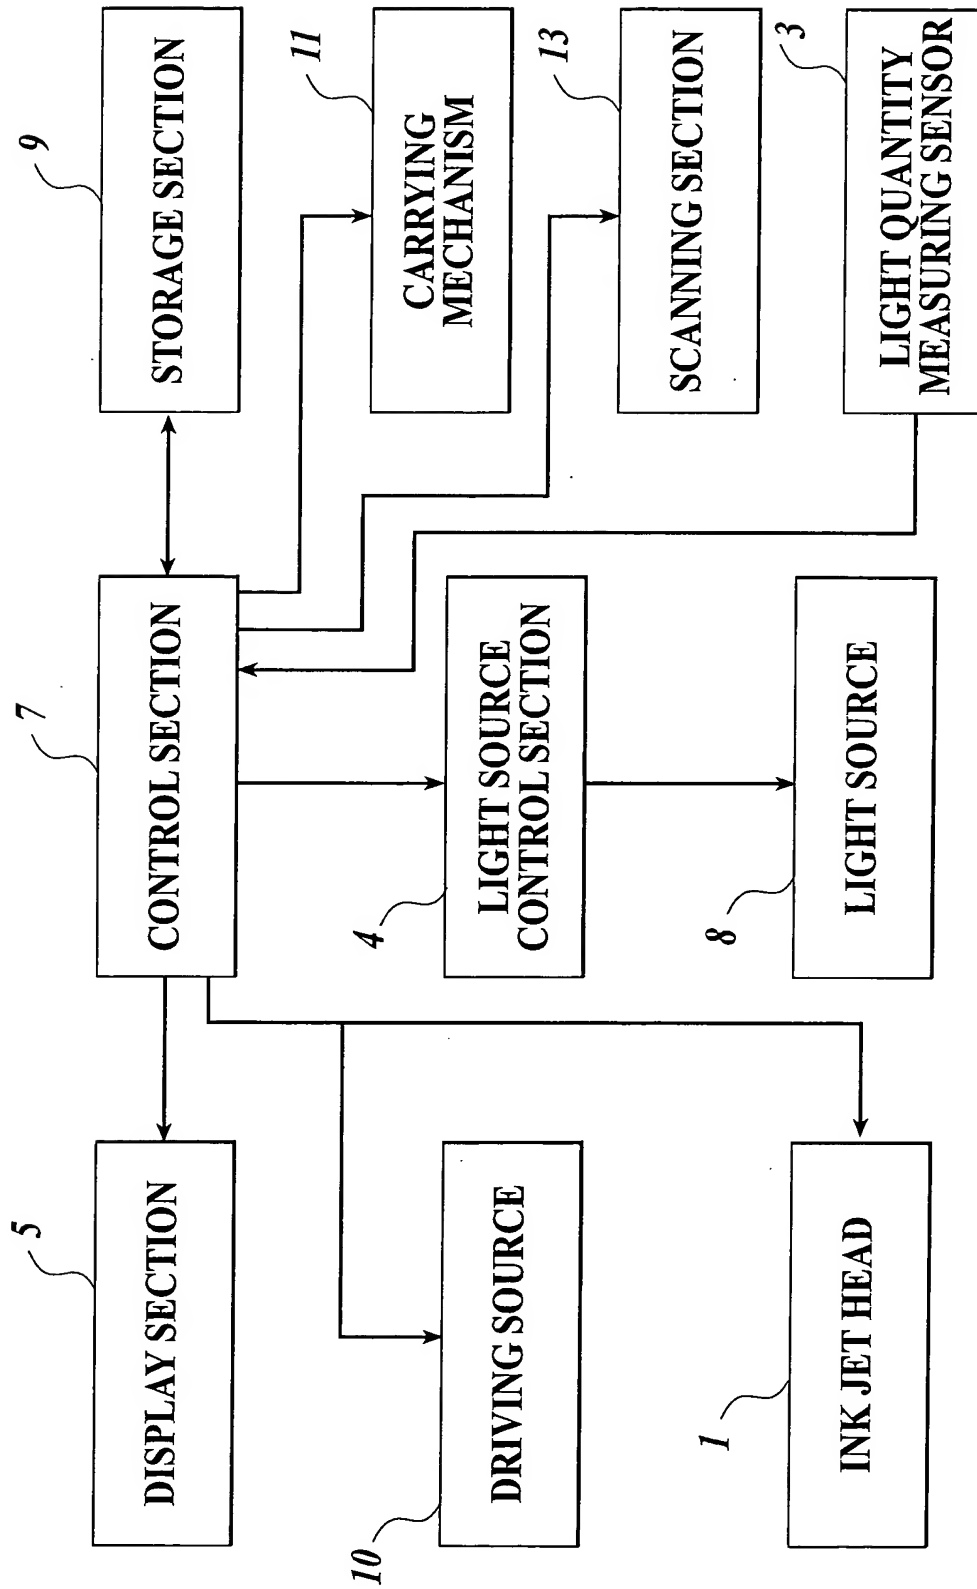 5
DISPLAY SECTION
7
CONTROL SECTION
9
STORAGE SECTION
10
DRIVING SOURCE
4
LIGHT SOURCE
CONTROL SECTION
11
CARRYING
MECHANISM
13
SCANNING SECTION
1
INK JET HEAD
8
LIGHT SOURCE
3
LIGHT QUANTITY
MEASURING SENSOR